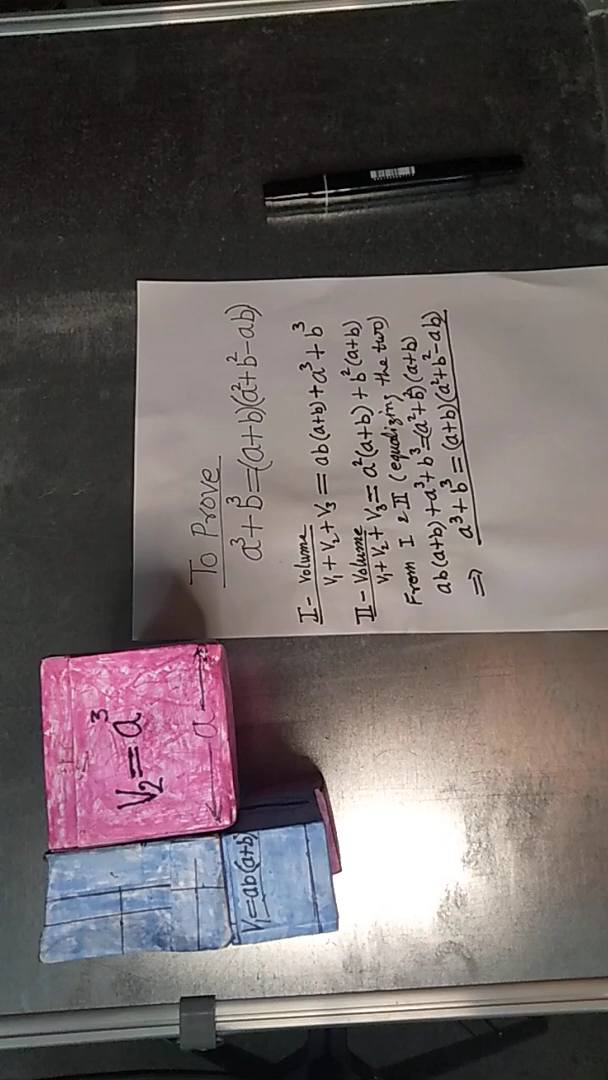 To Prove
a³+b³=(a+b)(a²+b²-ab)
I- Volume
V₁+V₂+V₃ = ab(a+b)+a³+b³
II- Volume
V₁+V₂+V₃= a²(a+b)+b²(a+b)
From I & II (equalizing the two)
ab(a+b)+a³+b³=(a²+b²)(a+b)
⇒ a³+b³ = (a+b)(a²+b²-ab)
V₂=a³
a
V₁=ab(a+b)